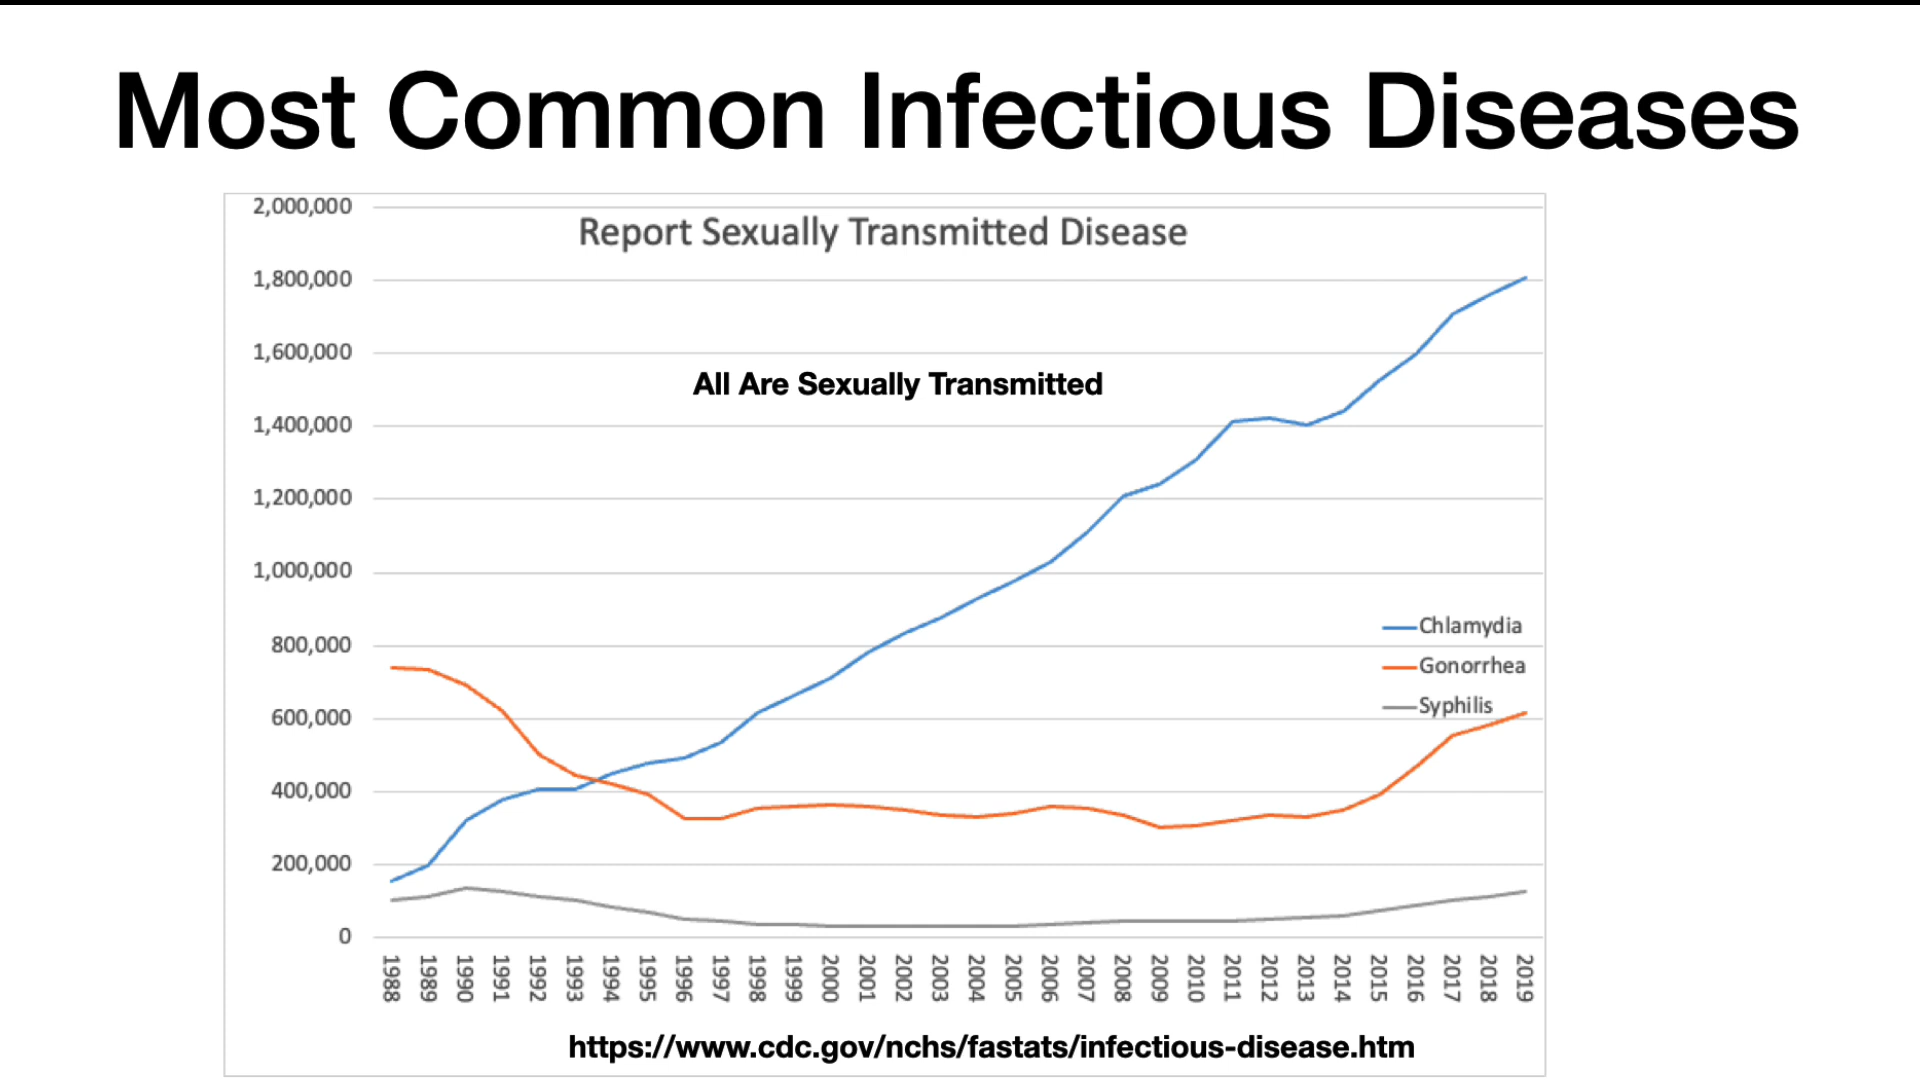 Most Common Infectious Diseases
Report Sexually Transmitted Disease
All Are Sexually Transmitted
2,000,000
1,800,000
1,600,000
1,400,000
1,200,000
1,000,000
800,000
600,000
400,000
200,000
0
Chlamydia
Gonorrhea
Syphilis
1988 1989 1990 1991 1992 1993 1994 1995 1996 1997 1998 1999 2000 2001 2002 2003 2004 2005 2006 2007 2008 2009 2010 2011 2012 2013 2014 2015 2016 2017 2018 2019
https://www.cdc.gov/nchs/fastats/infectious-disease.htm